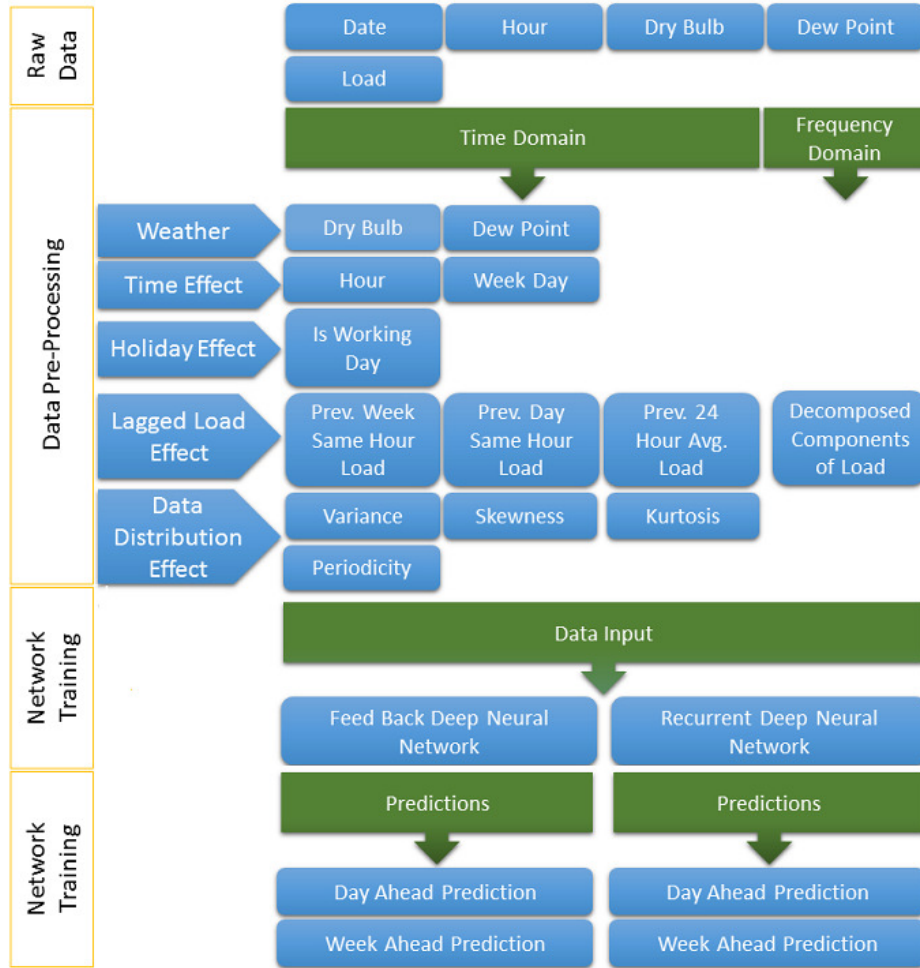 Raw
Data
Date
Hour
Dry Bulb
Dew Point
Load
Data Pre-Processing
Time Domain
Frequency
Domain
Weather
Dry Bulb
Dew Point
Time Effect
Hour
Week Day
Holiday Effect
Is Working
Day
Lagged Load
Effect
Prev. Week
Same Hour
Load
Prev. Day
Same Hour
Load
Prev. 24
Hour Avg.
Load
Decomposed
Components
of Load
Data
Distribution
Effect
Variance
Skewness
Kurtosis
Periodicity
Network
Training
Data Input
Feed Back Deep Neural
Network
Recurrent Deep Neural
Network
Network
Training
Predictions
Predictions
Day Ahead Prediction
Day Ahead Prediction
Week Ahead Prediction
Week Ahead Prediction